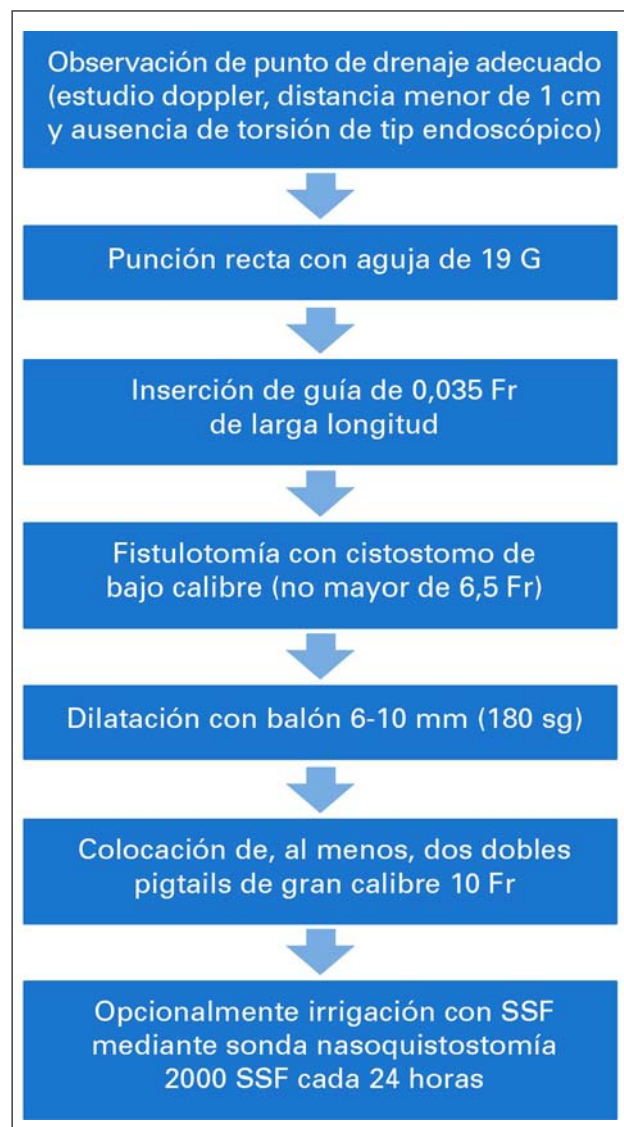 Observación de punto de drenaje adecuado
(estudio doppler, distancia menor de 1 cm
y ausencia de torsión de tip endoscópico)
Punción recta con aguja de 19 G
Inserción de guía de 0,035 Fr
de larga longitud
Fistulotomía con cistostomo de
bajo calibre (no mayor de 6,5 Fr)
Dilatación con balón 6-10 mm (180 sg)
Colocación de, al menos, dos dobles
pigtails de gran calibre 10 Fr
Opcionalmente irrigación con SSF
mediante sonda nasoquistostomía
2000 SSF cada 24 horas